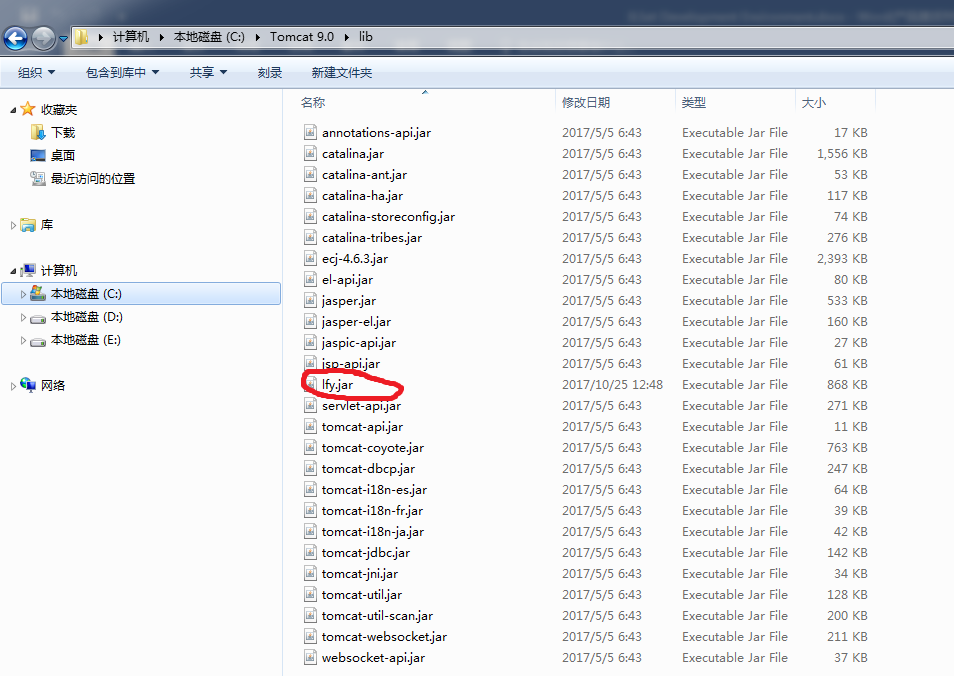 计算机 本地磁盘 (C:) Tomcat 9.0 lib
组织 包含到库中 共享 刻录 新建文件夹
收藏夹
下载
桌面
最近访问的位置
库
计算机
本地磁盘 (C:)
本地磁盘 (D:)
本地磁盘 (E:)
网络
名称 修改日期 类型 大小
annotations-api.jar 2017/5/5 6:43 Executable Jar File 17 KB
catalina.jar 2017/5/5 6:43 Executable Jar File 1,556 KB
catalina-ant.jar 2017/5/5 6:43 Executable Jar File 53 KB
catalina-ha.jar 2017/5/5 6:43 Executable Jar File 117 KB
catalina-storeconfig.jar 2017/5/5 6:43 Executable Jar File 74 KB
catalina-tribes.jar 2017/5/5 6:43 Executable Jar File 276 KB
ecj-4.6.3.jar 2017/5/5 6:43 Executable Jar File 2,393 KB
el-api.jar 2017/5/5 6:43 Executable Jar File 80 KB
jasper.jar 2017/5/5 6:43 Executable Jar File 533 KB
jasper-el.jar 2017/5/5 6:43 Executable Jar File 160 KB
jaspic-api.jar 2017/5/5 6:43 Executable Jar File 27 KB
jsp-api.jar 2017/5/5 6:43 Executable Jar File 61 KB
lfy.jar 2017/10/25 12:48 Executable Jar File 868 KB
servlet-api.jar 2017/5/5 6:43 Executable Jar File 271 KB
tomcat-api.jar 2017/5/5 6:43 Executable Jar File 11 KB
tomcat-coyote.jar 2017/5/5 6:43 Executable Jar File 763 KB
tomcat-dbcp.jar 2017/5/5 6:43 Executable Jar File 247 KB
tomcat-i18n-es.jar 2017/5/5 6:43 Executable Jar File 64 KB
tomcat-i18n-fr.jar 2017/5/5 6:43 Executable Jar File 39 KB
tomcat-i18n-ja.jar 2017/5/5 6:43 Executable Jar File 42 KB
tomcat-jdbc.jar 2017/5/5 6:43 Executable Jar File 142 KB
tomcat-jni.jar 2017/5/5 6:43 Executable Jar File 34 KB
tomcat-util.jar 2017/5/5 6:43 Executable Jar File 128 KB
tomcat-util-scan.jar 2017/5/5 6:43 Executable Jar File 200 KB
tomcat-websocket.jar 2017/5/5 6:43 Executable Jar File 211 KB
websocket-api.jar 2017/5/5 6:43 Executable Jar File 37 KB